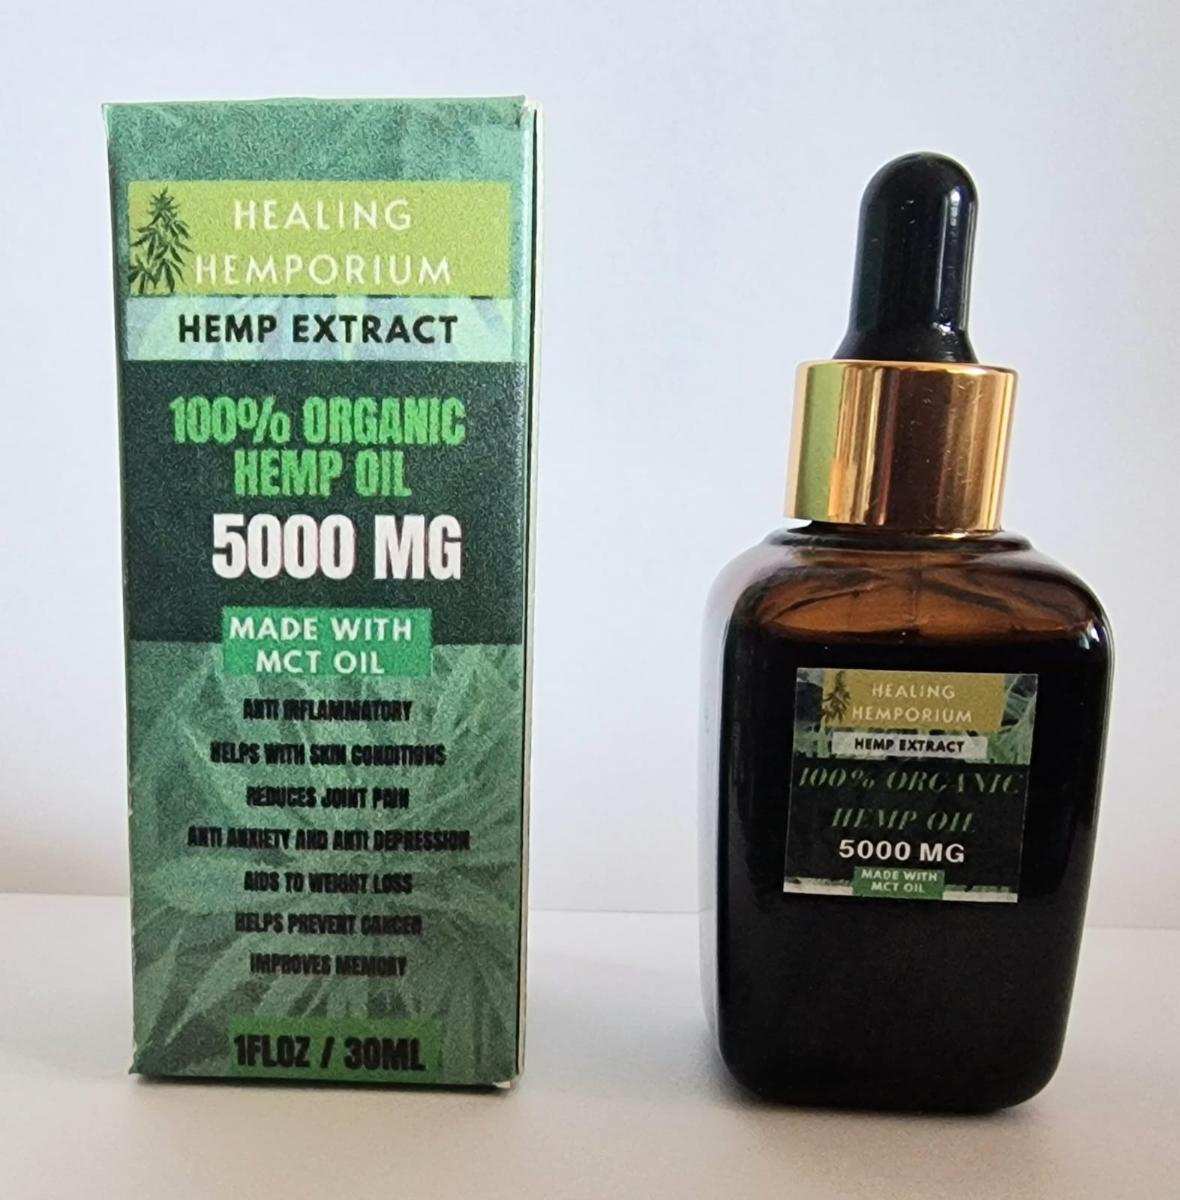 HEALING
HEMPORIUM
HEMP EXTRACT
100% ORGANIC
HEMP OIL
5000 MG
MADE WITH
MCT OIL
ANTI INFLAMMATORY
HELPS WITH SKIN CONDITIONS
REDUCES JOINT PAIN
ANTI ANXIETY AND ANTI DEPRESSION
AIDS TO WEIGHT LOSS
HELPS PREVENT CANCER
IMPROVES MEMORY
1FLOZ / 30ML
HEALING
HEMPORIUM
HEMP EXTRACT
100% ORGANIC
HEMP OIL
5000 MG
MADE WITH
MCT OIL